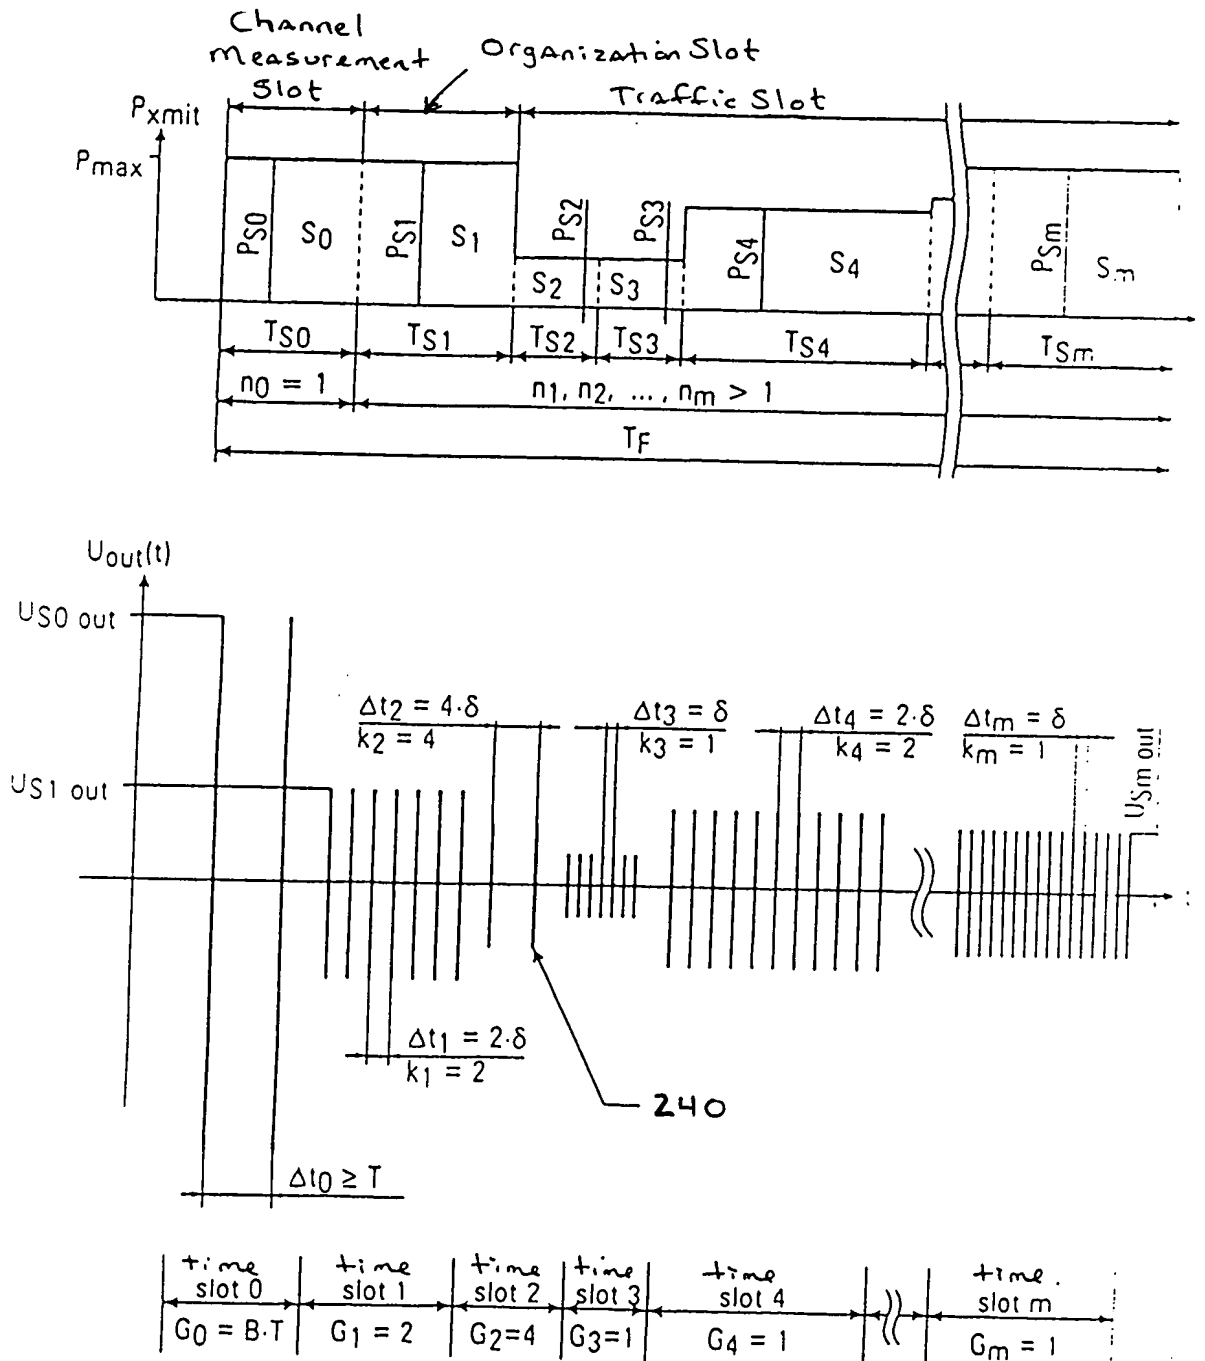 Channel
Measurement
Slot
Organization Slot
Traffic Slot
Pxmit
Pmax
PS0
S0
PS1
S1
PS2
S2
PS3
S3
PS4
S4
PSm
Sm
TS0
TS1
TS2
TS3
TS4
TSm
n0 = 1
n1, n2, ..., nm > 1
TF
Uout(t)
US0 out
US1 out
Δt2 = 4·δ
k2 = 4
Δt3 = δ
k3 = 1
Δt4 = 2·δ
k4 = 2
Δtm = δ
km = 1
USm out
Δt1 = 2·δ
k1 = 2
240
Δt0 ≥ T
time
slot 0
time
slot 1
time
slot 2
time
slot 3
time
slot 4
time
slot m
G0 = B·T
G1 = 2
G2=4
G3=1
G4 = 1
Gm = 1